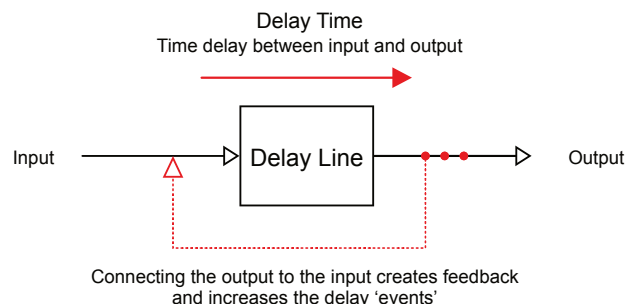 Delay Time
Time delay between input and output
Input
Delay Line
Output
Connecting the output to the input creates feedback
and increases the delay ‘events’